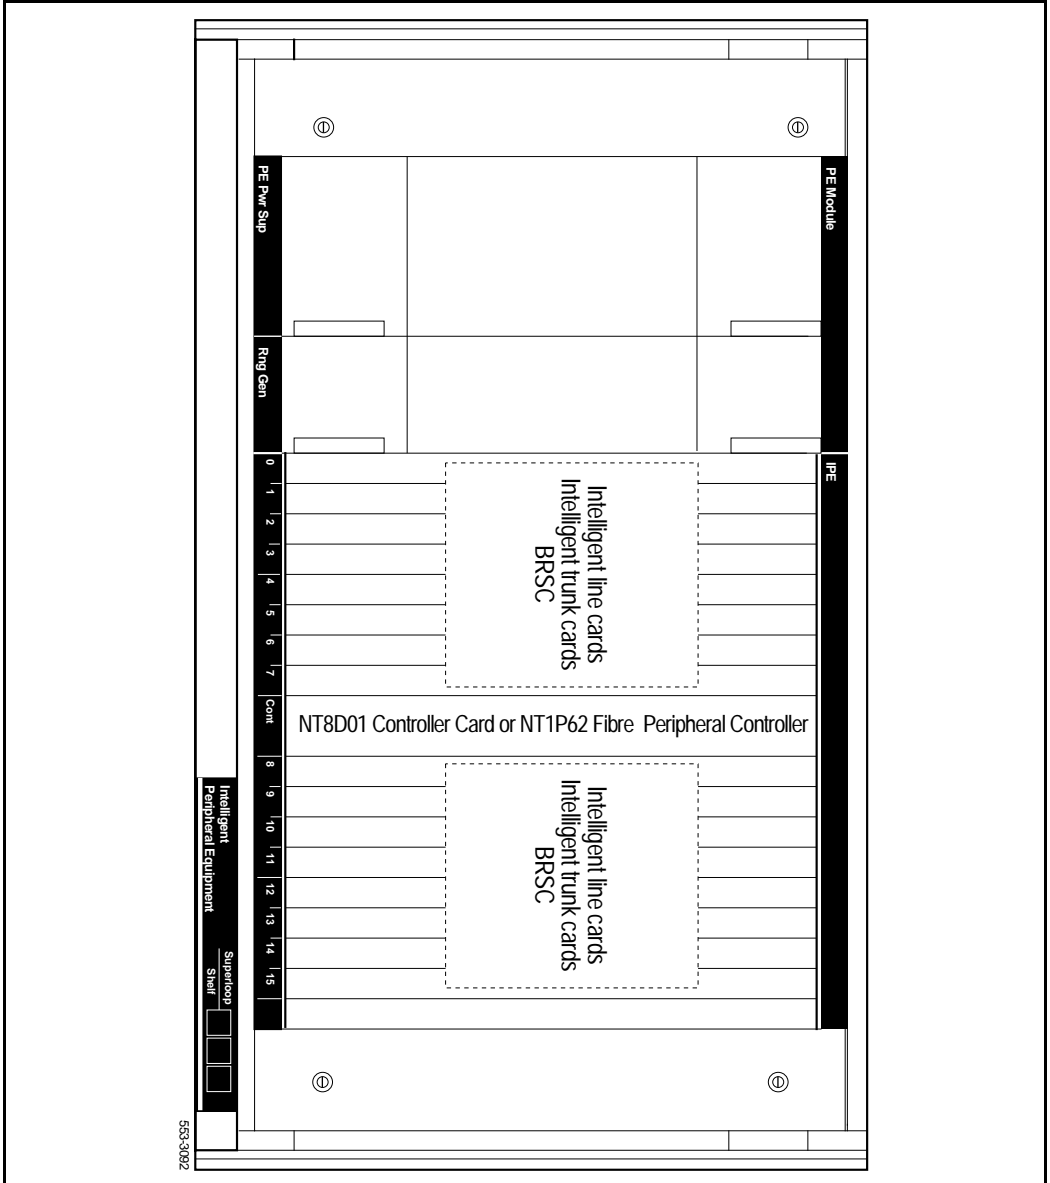 PE Pwr Sup
PE Module
Rng Gen
IPE
0
1
2
3
4
5
6
7
Intelligent line cards
Intelligent trunk cards
BRSC
Cont
NT8D01 Controller Card or NT1P62 Fibre Peripheral Controller
8
9
10
11
12
13
14
15
Intelligent line cards
Intelligent trunk cards
BRSC
Intelligent
Peripheral Equipment
Superloop
Shelf
553-3092